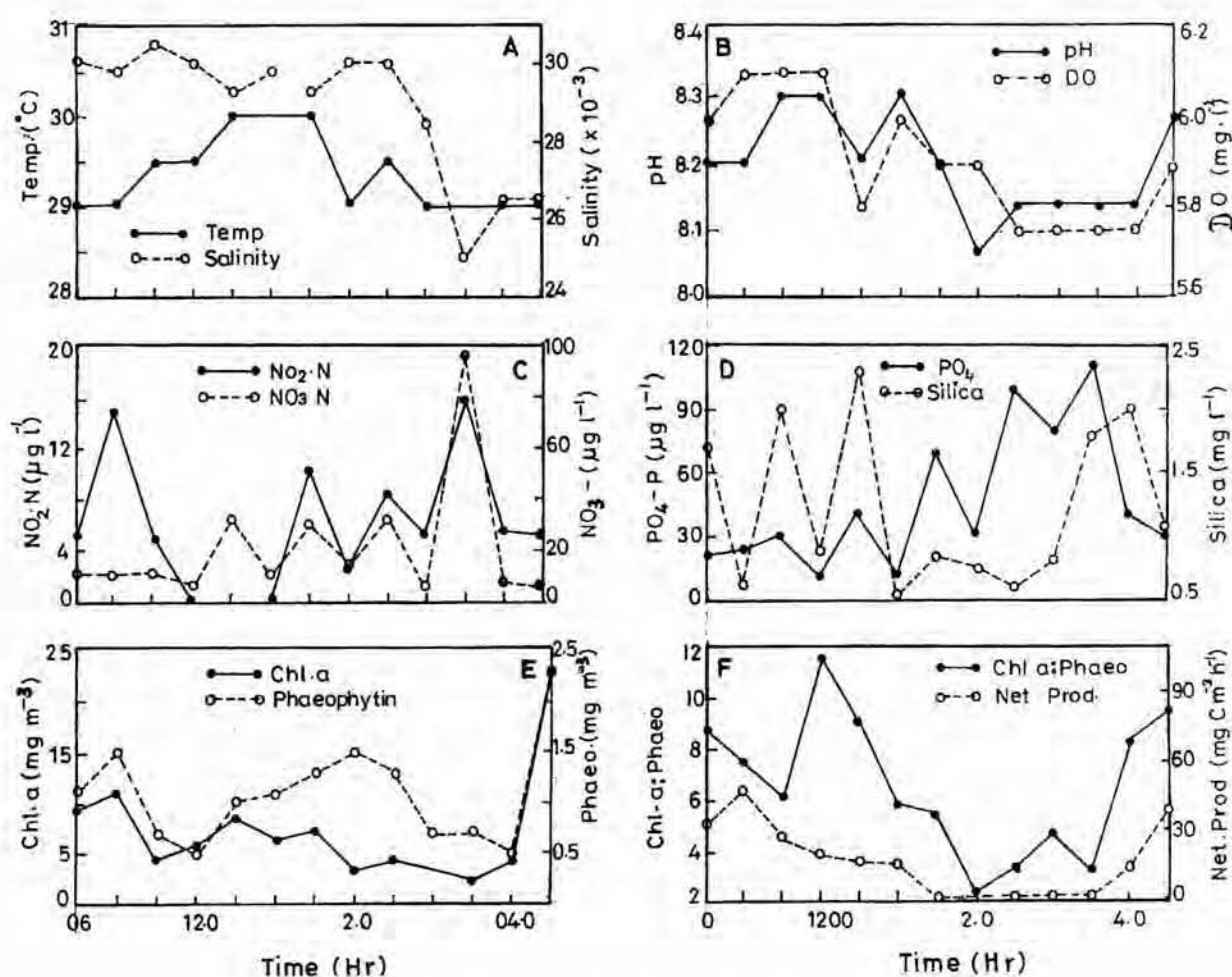 31
30
29
28
Temp.(°C)
A
Temp
Salinity
30
28
26
24
Salinity (×10⁻³)
8.4
8.3
8.2
8.1
8.0
pH
B
pH
DO
6.2
6.0
5.8
5.6
DO (mg.l⁻¹)
20
12
4
0
NO₂-N (µg l⁻¹)
No₂·N
NO₃ N
C
100
60
20
0
NO₃- (µg l⁻¹)
120
90
60
30
0
PO₄-P (µg l⁻¹)
D
PO₄
Silica
2.5
1.5
0.5
Silica (mg l⁻¹)
25
15
5
0
Chl.a (mg m⁻³)
Chl.a
Phaeophytin
E
2.5
1.5
0.5
Phaeo.(mg m⁻³)
06
12.0
2.0
04.0
Time (Hr)
12
10
8
6
4
2
Chl.a:Phaeo
F
Chl a:Phaeo
Net Prod.
90
60
30
0
Net.Prod (mg Cm⁻³h⁻¹)
0
1200
2.0
4.0
Time (Hr)